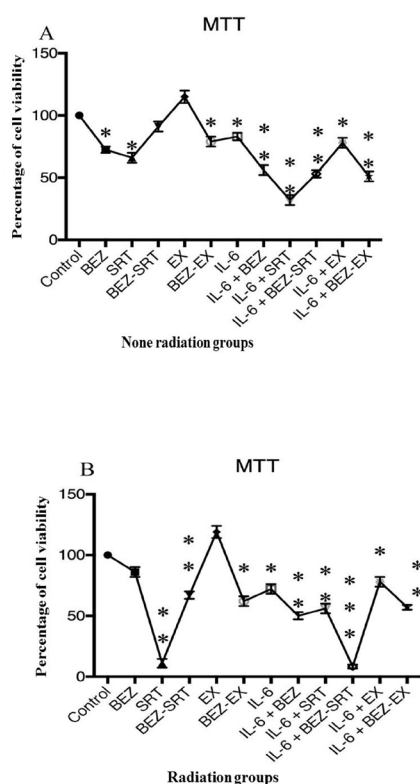 A
MTT
Percentage of cell viability
150
100
50
0
Control
BEZ
SRT
BEZ-SRT
EX
BEZ-EX
IL-6
IL-6 + BEZ
IL-6 + SRT
IL-6 + BEZ-SRT
IL-6 + EX
IL-6 + BEZ-EX
None radiation groups
B
MTT
Percentage of cell viability
150
100
50
0
Control
BEZ
SRT
BEZ-SRT
EX
BEZ-EX
IL-6
IL-6 + BEZ
IL-6 + SRT
IL-6 + BEZ-SRT
IL-6 + EX
IL-6 + BEZ-EX
Radiation groups